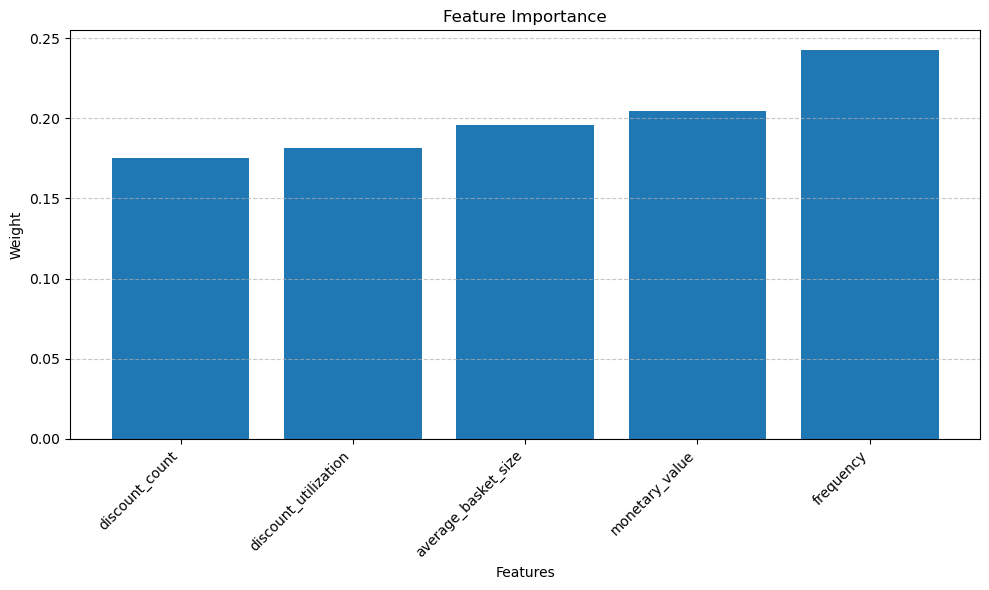 Feature Importance
Weight
0.25
0.20
0.15
0.10
0.05
0.00
discount_count
discount_utilization
average_basket_size
monetary_value
frequency
Features